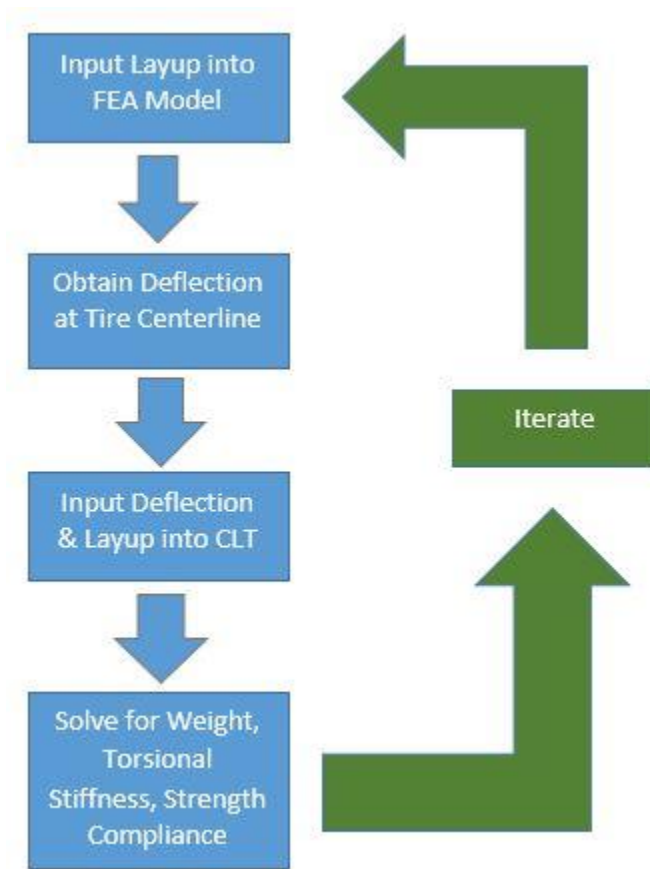 Input Layup into
FEA Model
Obtain Deflection
at Tire Centerline
Input Deflection
& Layup into CLT
Solve for Weight,
Torsional
Stiffness, Strength
Compliance
Iterate